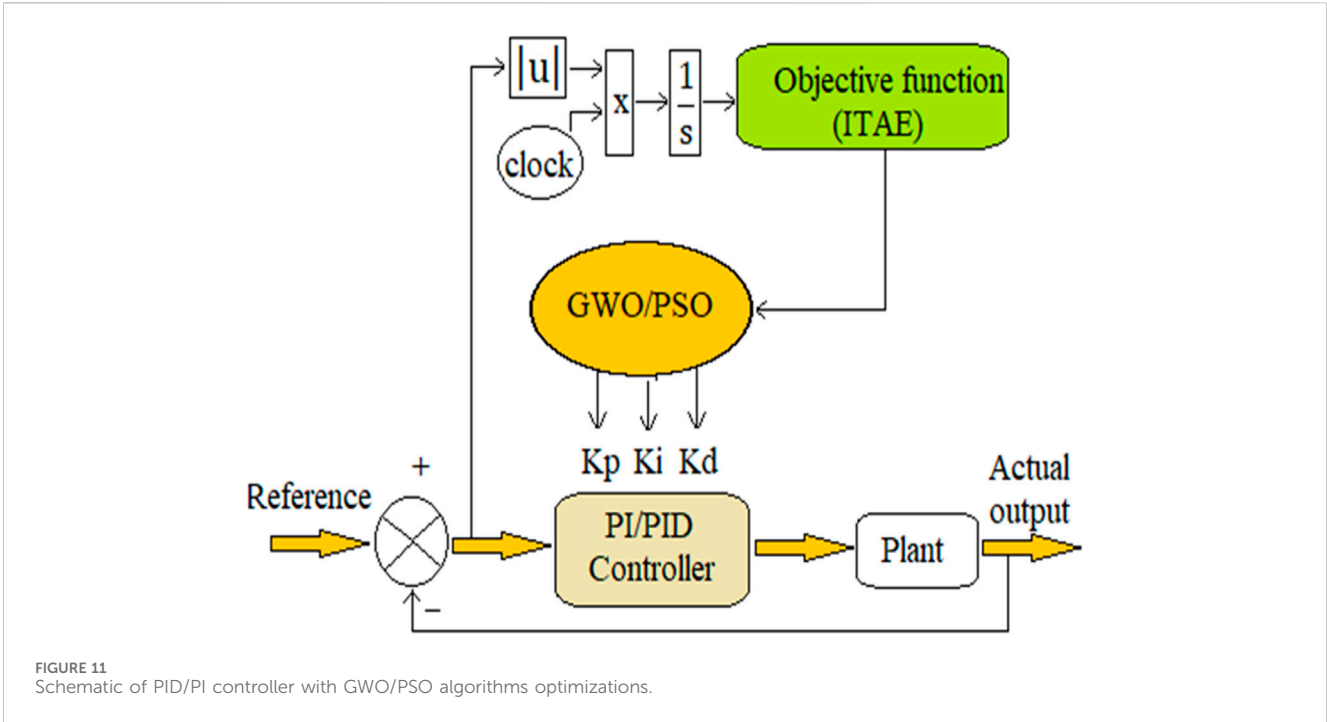 |u|
x
1
s
Objective function
(ITAE)
clock
GWO/PSO
Kp Ki Kd
+
Reference
PI/PID
Controller
Plant
Actual
output
−
FIGURE 11
Schematic of PID/PI controller with GWO/PSO algorithms optimizations.